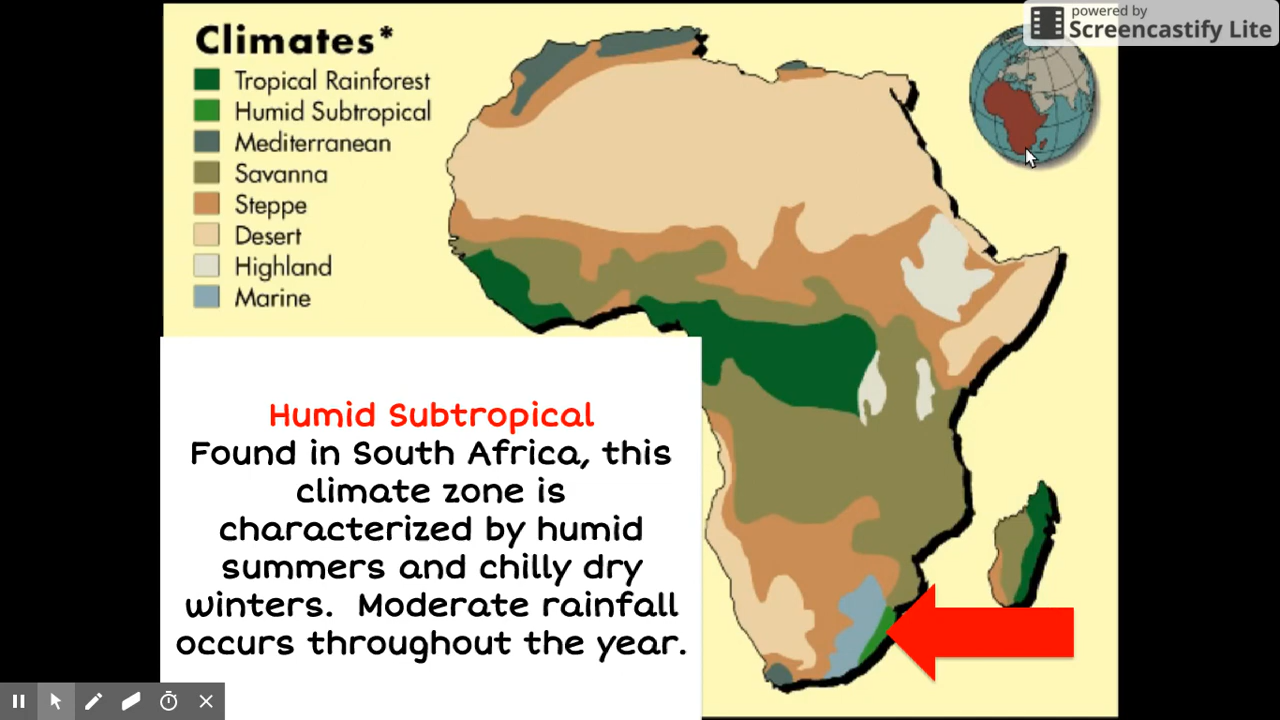 powered by
Screencastify Lite
Climates*
Tropical Rainforest
Humid Subtropical
Mediterranean
Savanna
Steppe
Desert
Highland
Marine
Humid Subtropical
Found in South Africa, this
climate zone is
characterized by humid
summers and chilly dry
winters.  Moderate rainfall
occurs throughout the year.